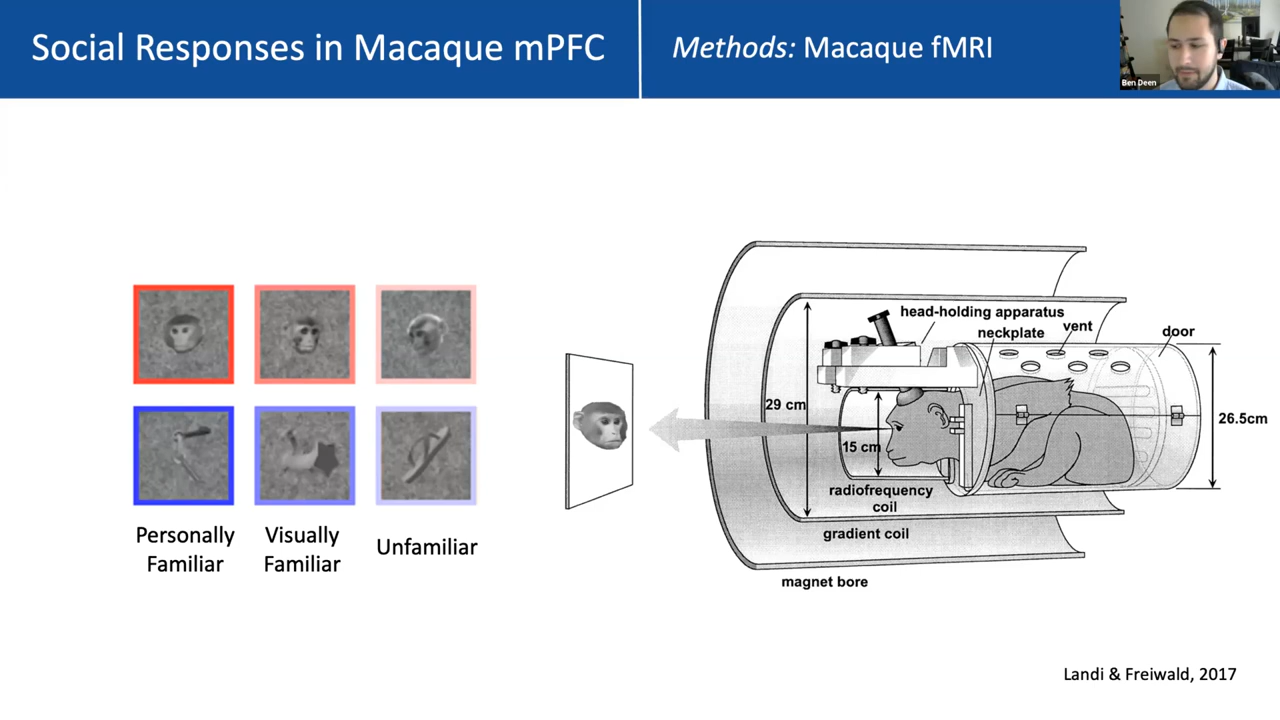 Social Responses in Macaque mPFC
Methods: Macaque fMRI
Ben Deen
head-holding apparatus
neckplate
vent
door
29 cm
15 cm
26.5cm
radiofrequency
coil
gradient coil
magnet bore
Personally
Familiar
Visually
Familiar
Unfamiliar
Landi & Freiwald, 2017